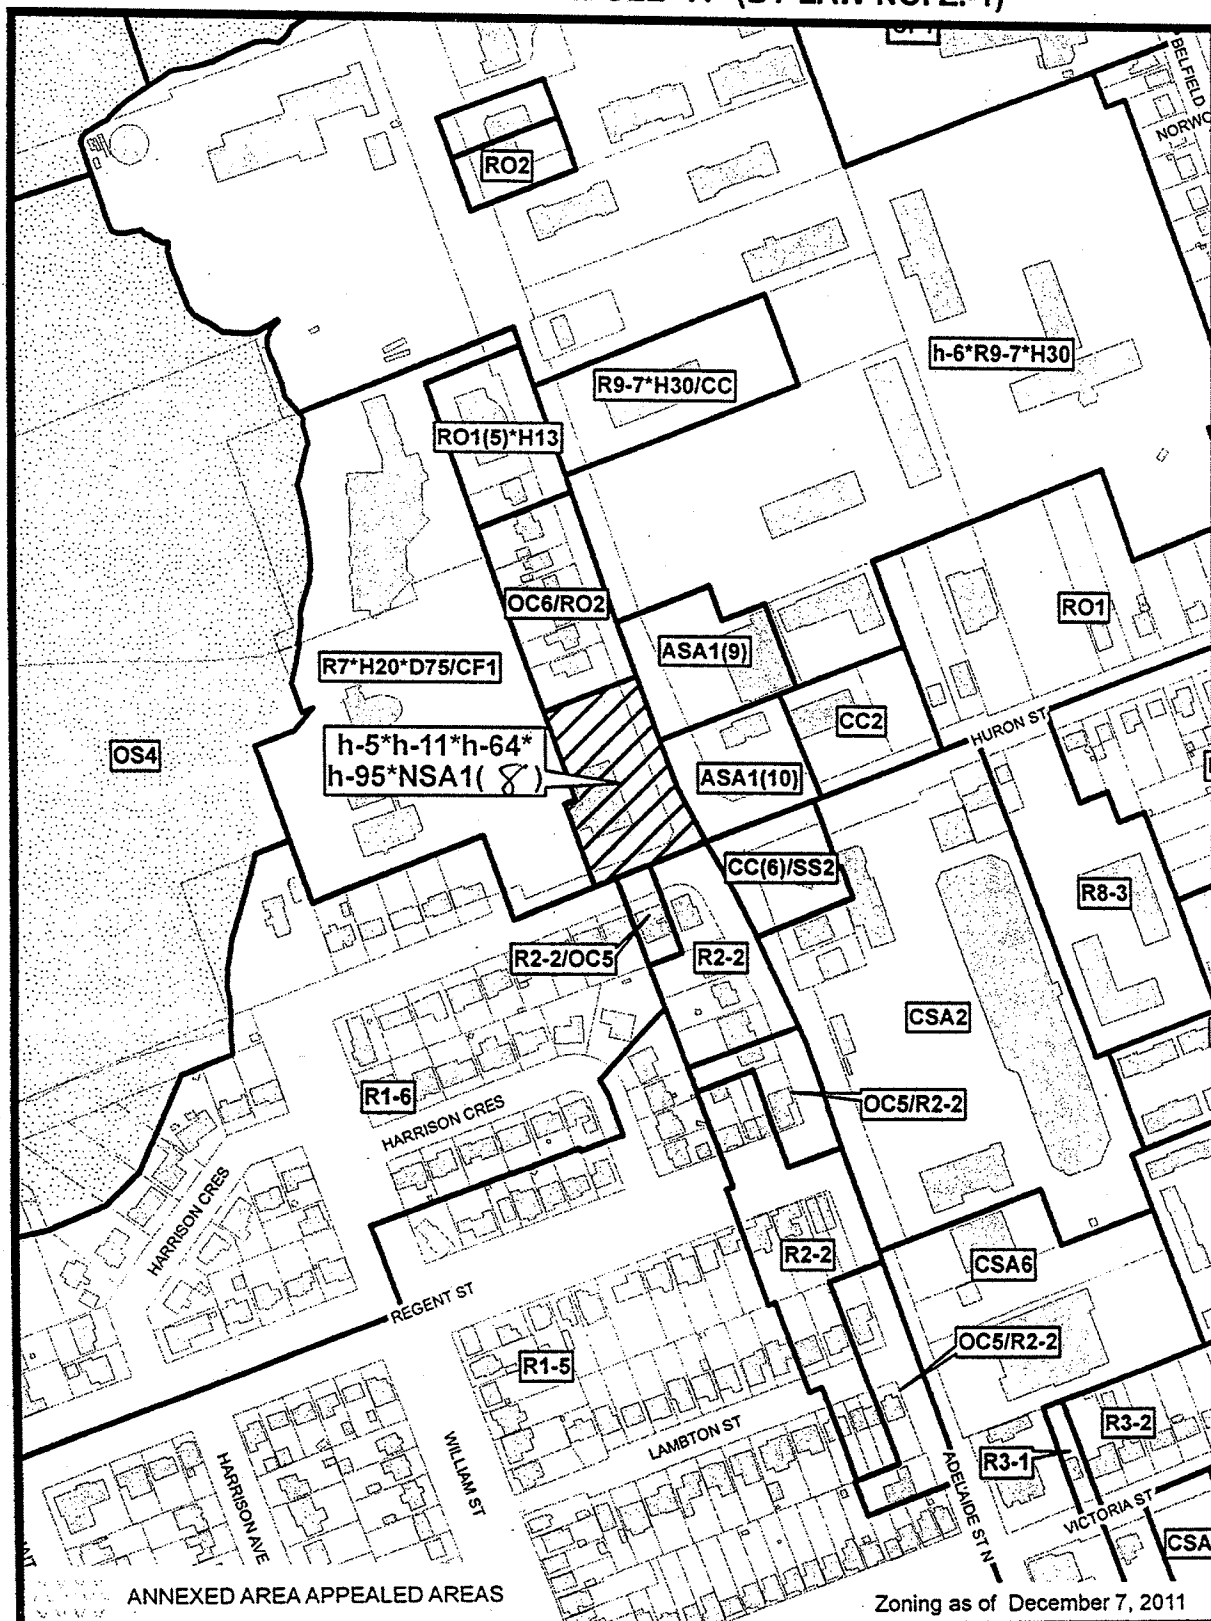 (BY-LAW NO. Z.-1)
BELFIELD
RO2
h-6*R9-7*H30
R9-7*H30/CC
RO1(5)*H13
OC6/RO2
RO1
ASA1(9)
R7*H20*D75/CF1
CC2
HURON ST
h-5*h-11*h-64*
h-95*NSA1( 8 )
OS4
ASA1(10)
CC(6)/SS2
R8-3
R2-2/OC5
R2-2
CSA2
R1-6
HARRISON CRES
OC5/R2-2
HARRISON CRES
R2-2
CSA6
REGENT ST
OC5/R2-2
R1-5
LAMBTON ST
R3-2
R3-1
WILLIAM ST
HARRISON AVE
ADELAIDE ST N
VICTORIA ST
CSA
ANNEXED AREA APPEALED AREAS
Zoning as of December 7, 2011